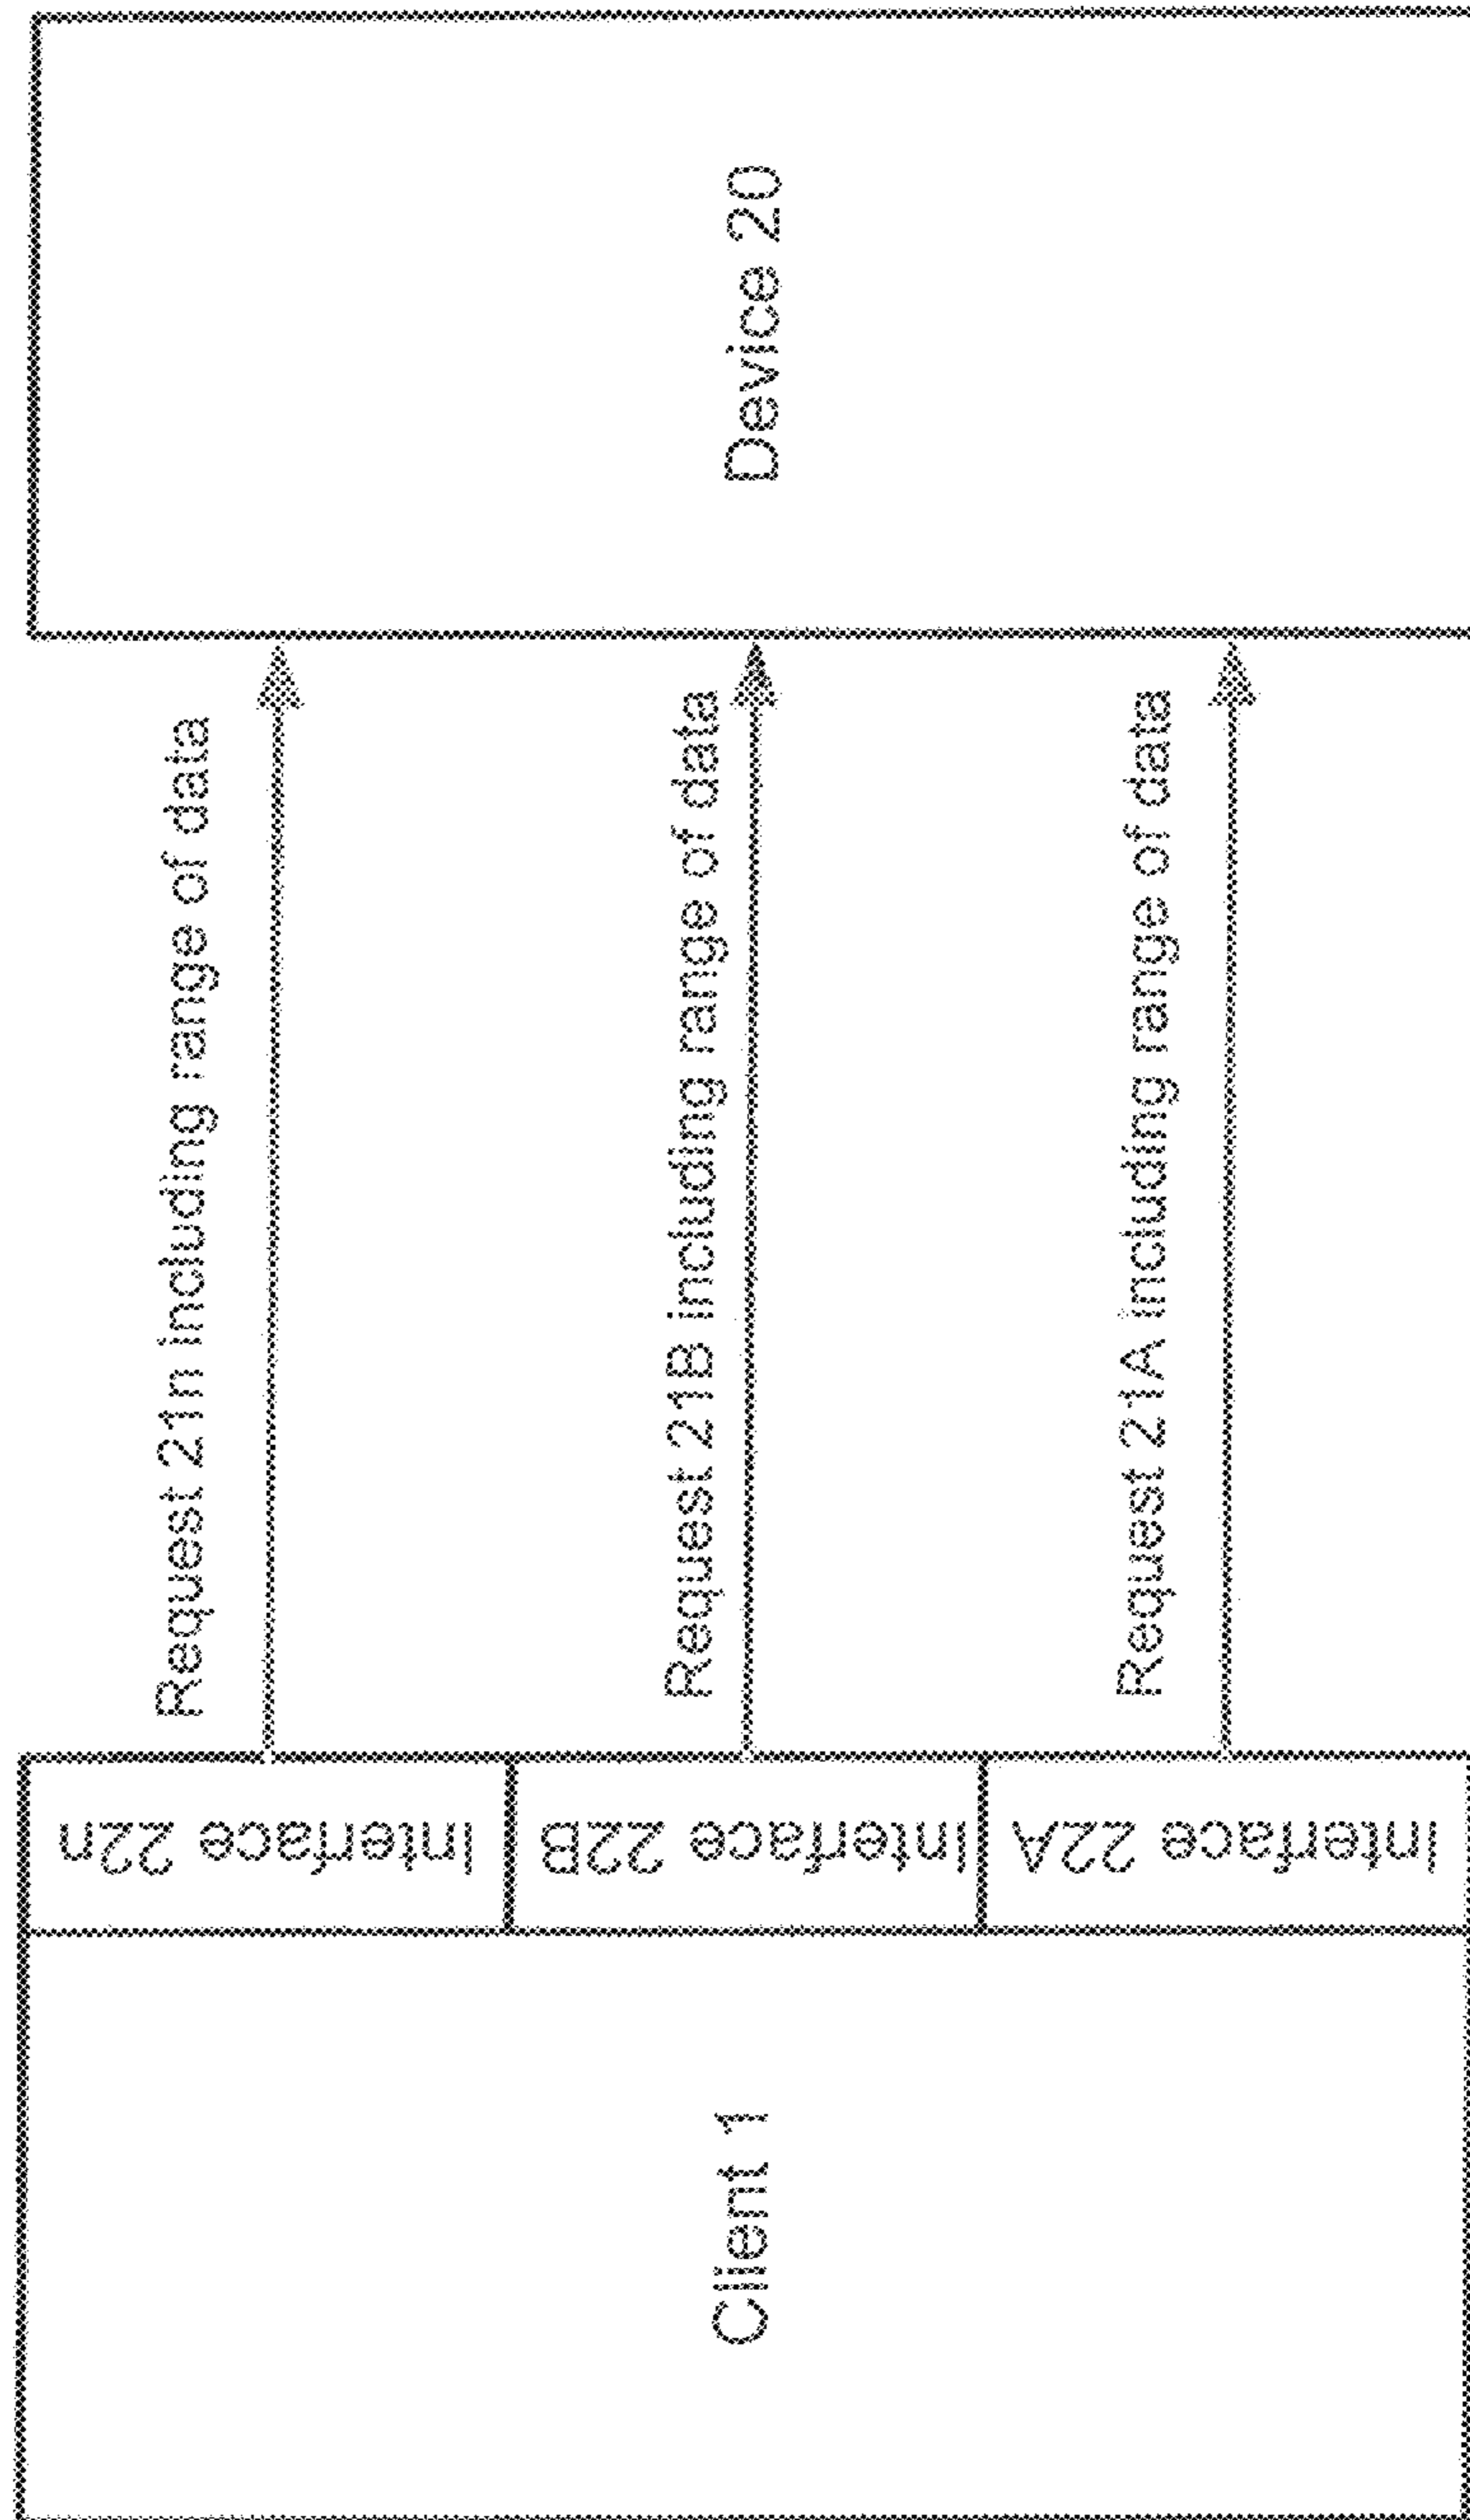 Device 20
Request 21n including range of data
Request 21B including range of data
Request 21A including range of data
Interface 22n
Interface 22B
Interface 22A
Client 1